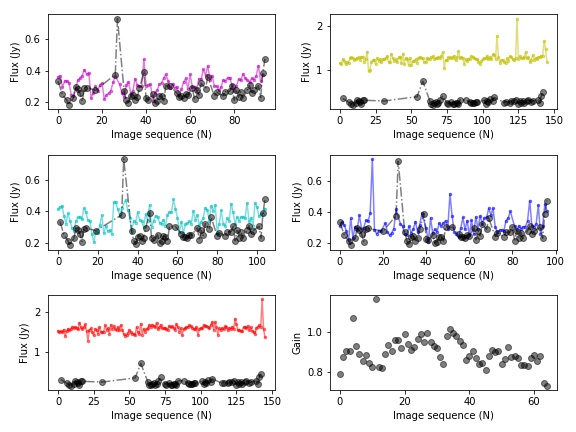 0.6
0.4
0.2
Flux (Jy)
0 20 40 60 80
Image sequence (N)
2
1
Flux (Jy)
0 25 50 75 100 125 150
Image sequence (N)
0.6
0.4
0.2
Flux (Jy)
0 20 40 60 80 100
Image sequence (N)
0.6
0.4
0.2
Flux (Jy)
0 20 40 60 80 100
Image sequence (N)
2
1
Flux (Jy)
0 25 50 75 100 125 150
Image sequence (N)
1.0
0.8
Gain
0 20 40 60
Image sequence (N)